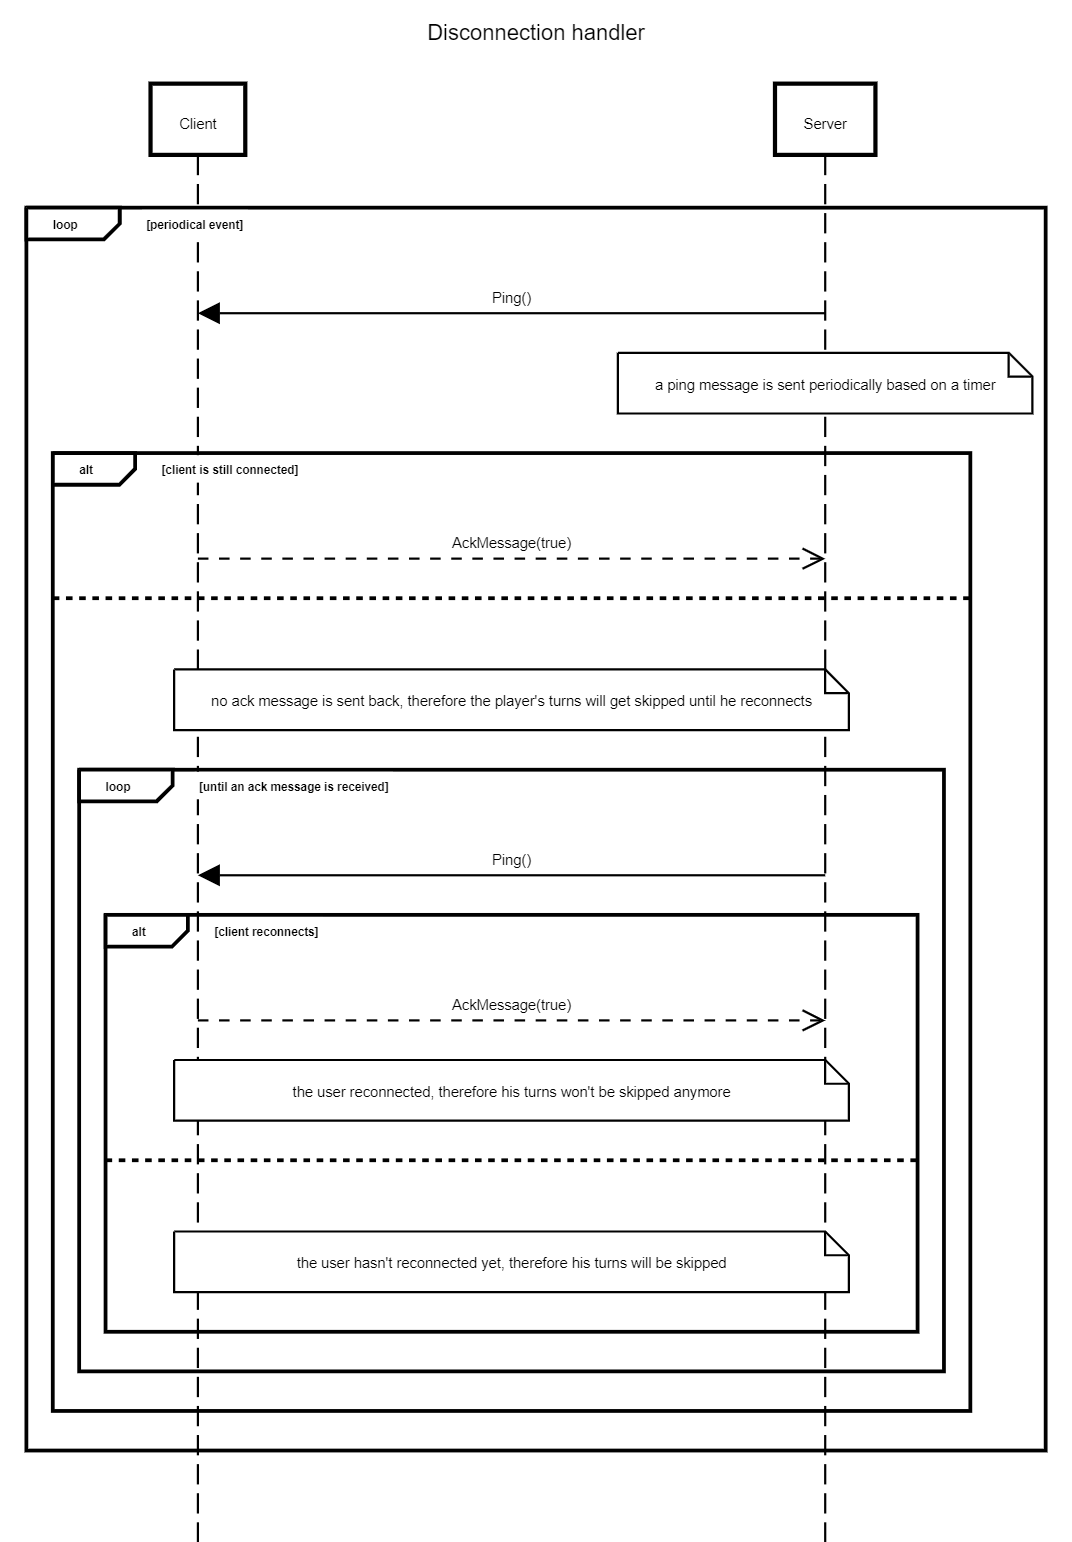 Disconnection handler
Client
Server
loop
[periodical event]
Ping()
a ping message is sent periodically based on a timer
alt
[client is still connected]
AckMessage(true)
no ack message is sent back, therefore the player's turns will get skipped until he reconnects
loop
[until an ack message is received]
Ping()
alt
[client reconnects]
AckMessage(true)
the user reconnected, therefore his turns won't be skipped anymore
the user hasn't reconnected yet, therefore his turns will be skipped